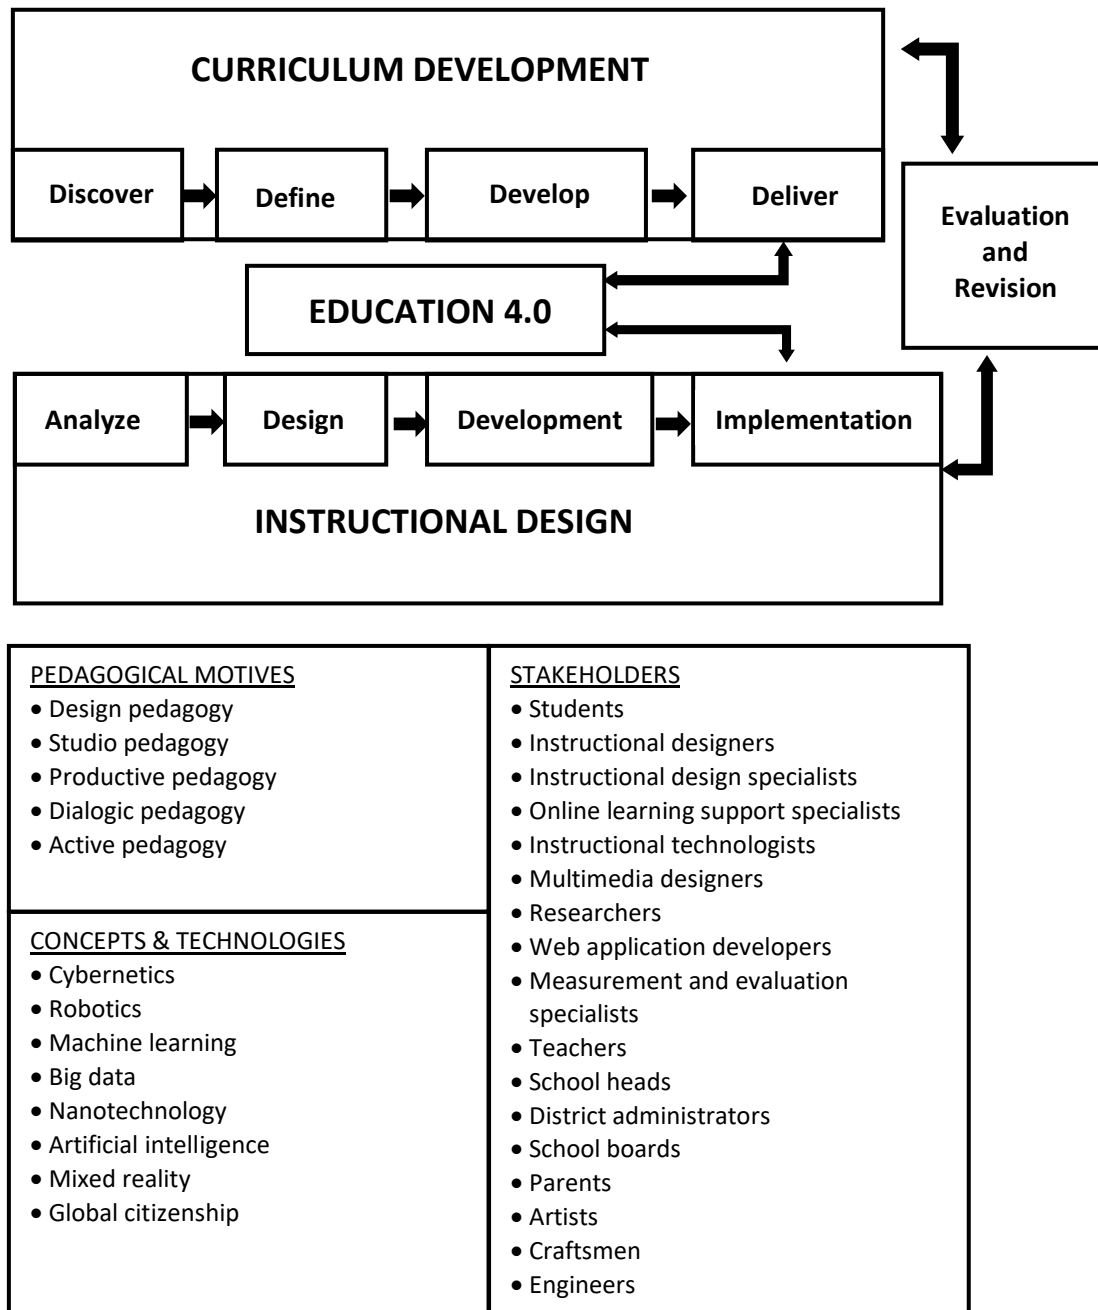 CURRICULUM DEVELOPMENT
Discover
Define
Develop
Deliver
Evaluation
and
Revision
EDUCATION 4.0
Analyze
Design
Development
Implementation
INSTRUCTIONAL DESIGN
PEDAGOGICAL MOTIVES
• Design pedagogy
• Studio pedagogy
• Productive pedagogy
• Dialogic pedagogy
• Active pedagogy
CONCEPTS & TECHNOLOGIES
• Cybernetics
• Robotics
• Machine learning
• Big data
• Nanotechnology
• Artificial intelligence
• Mixed reality
• Global citizenship
STAKEHOLDERS
• Students
• Instructional designers
• Instructional design specialists
• Online learning support specialists
• Instructional technologists
• Multimedia designers
• Researchers
• Web application developers
• Measurement and evaluation
specialists
• Teachers
• School heads
• District administrators
• School boards
• Parents
• Artists
• Craftsmen
• Engineers